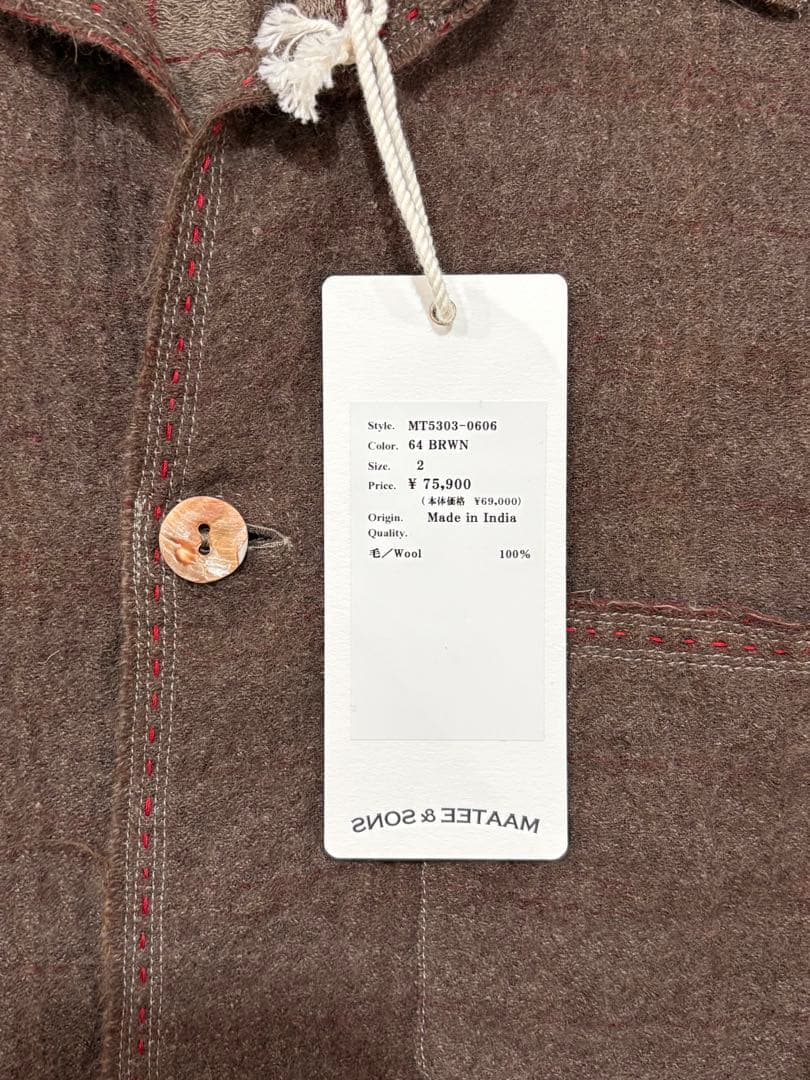 Style. MT5303-0606
Color. 64 BRWN
Size. 2
Price. ¥ 75,900
(本体価格 ¥69,000)
Origin. Made in India
Quality.
毛/Wool 100%
MAATEE & SONS